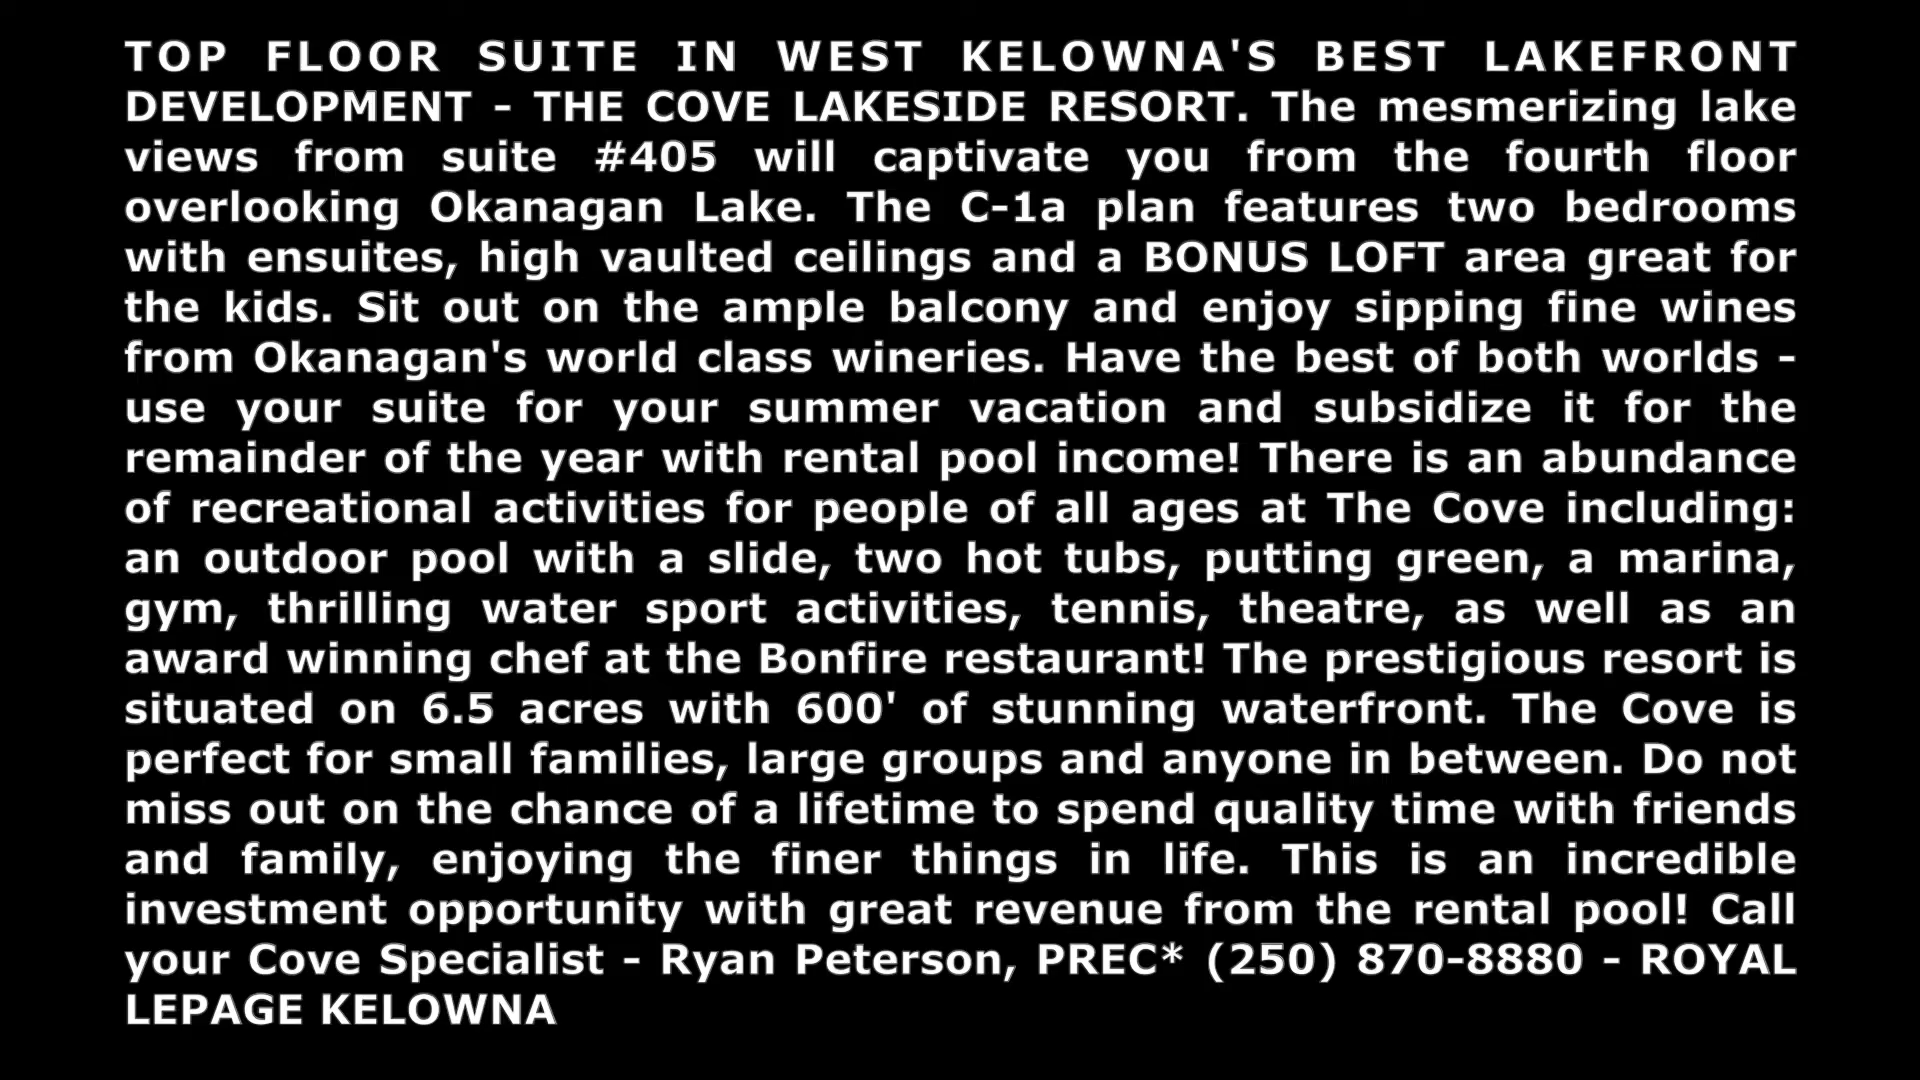 TOP FLOOR SUITE IN WEST KELOWNA'S BEST LAKEFRONT
DEVELOPMENT - THE COVE LAKESIDE RESORT. The mesmerizing lake
views from suite #405 will captivate you from the fourth floor
overlooking Okanagan Lake. The C-1a plan features two bedrooms
with ensuites, high vaulted ceilings and a BONUS LOFT area great for
the kids. Sit out on the ample balcony and enjoy sipping fine wines
from Okanagan's world class wineries. Have the best of both worlds -
use your suite for your summer vacation and subsidize it for the
remainder of the year with rental pool income! There is an abundance
of recreational activities for people of all ages at The Cove including:
an outdoor pool with a slide, two hot tubs, putting green, a marina,
gym, thrilling water sport activities, tennis, theatre, as well as an
award winning chef at the Bonfire restaurant! The prestigious resort is
situated on 6.5 acres with 600' of stunning waterfront. The Cove is
perfect for small families, large groups and anyone in between. Do not
miss out on the chance of a lifetime to spend quality time with friends
and family, enjoying the finer things in life. This is an incredible
investment opportunity with great revenue from the rental pool! Call
your Cove Specialist - Ryan Peterson, PREC* (250) 870-8880 - ROYAL
LEPAGE KELOWNA